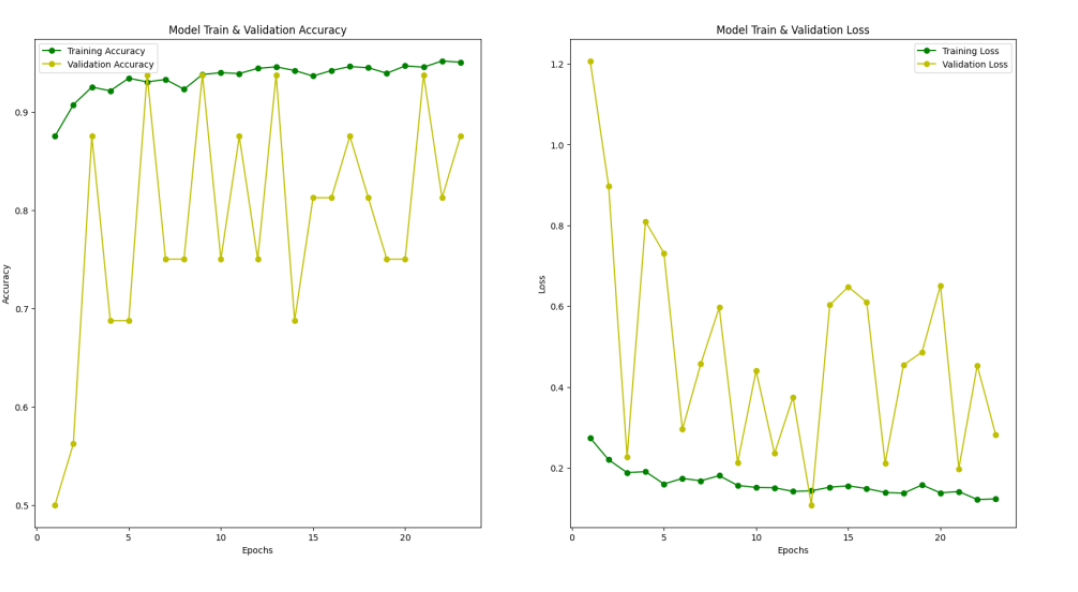 Model Train & Validation Accuracy
Training Accuracy
Validation Accuracy
0.9
0.8
0.7
0.6
0.5
Accuracy
0 5 10 15 20
Epochs
Model Train & Validation Loss
Training Loss
Validation Loss
1.2
1.0
0.8
0.6
0.4
0.2
Loss
0 5 10 15 20
Epochs